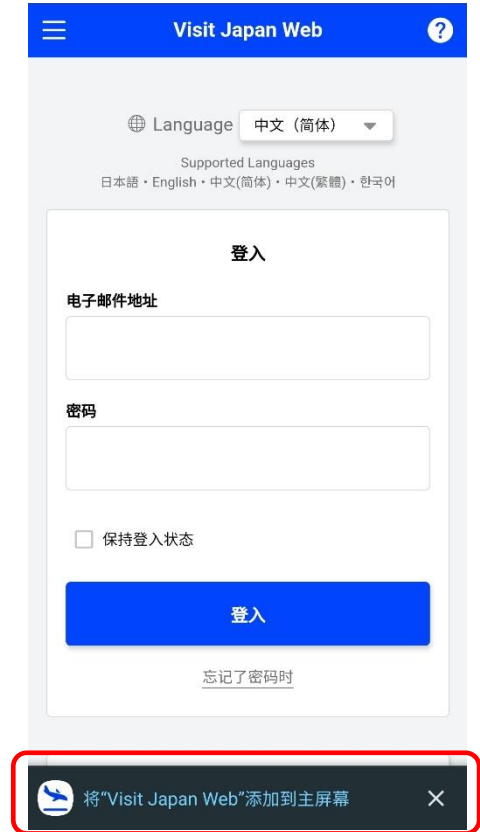 Visit Japan Web
?
Language 中文（简体）
Supported Languages
日本語・English・中文(简体)・中文(繁體)・한국어
登入
电子邮件地址
密码
保持登入状态
登入
忘记了密码时
将“Visit Japan Web”添加到主屏幕